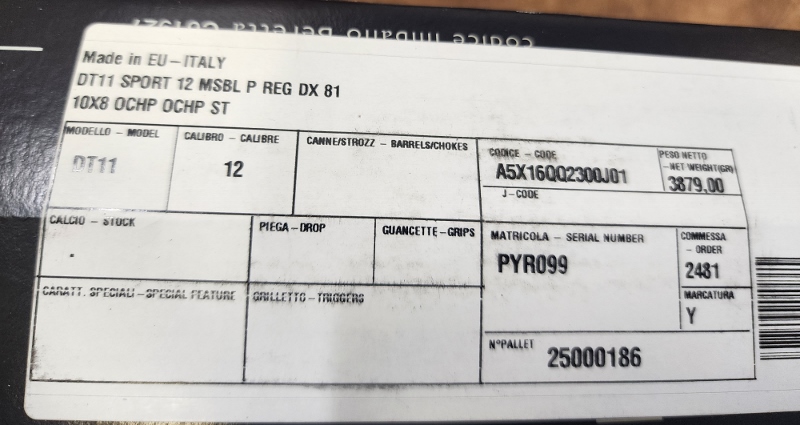 Made in EU-ITALY
DT11 SPORT 12 MSBL P REG DX 81
10X8 OCHP OCHP ST
MODELLO - MODEL
DT11
CALIBRO - CALIBRE
12
CANNE/STROZZ - BARRELS/CHOKES
CODICE - CODE
A5X16QQ2300J01
J-CODE
PESO NETTO
-NET WEIGHT(GR)
3879,00
CALCIO - STOCK
PIEGA-DROP
GUANCETTE-GRIPS
MATRICOLA - SERIAL NUMBER
PYR099
COMMESSA
- ORDER
2481
MARCATURA
Y
CARATT. SPECIALI-SPECIAL FEATURE
GRILLETTO-TRIGGERS
N°PALLET
25000186